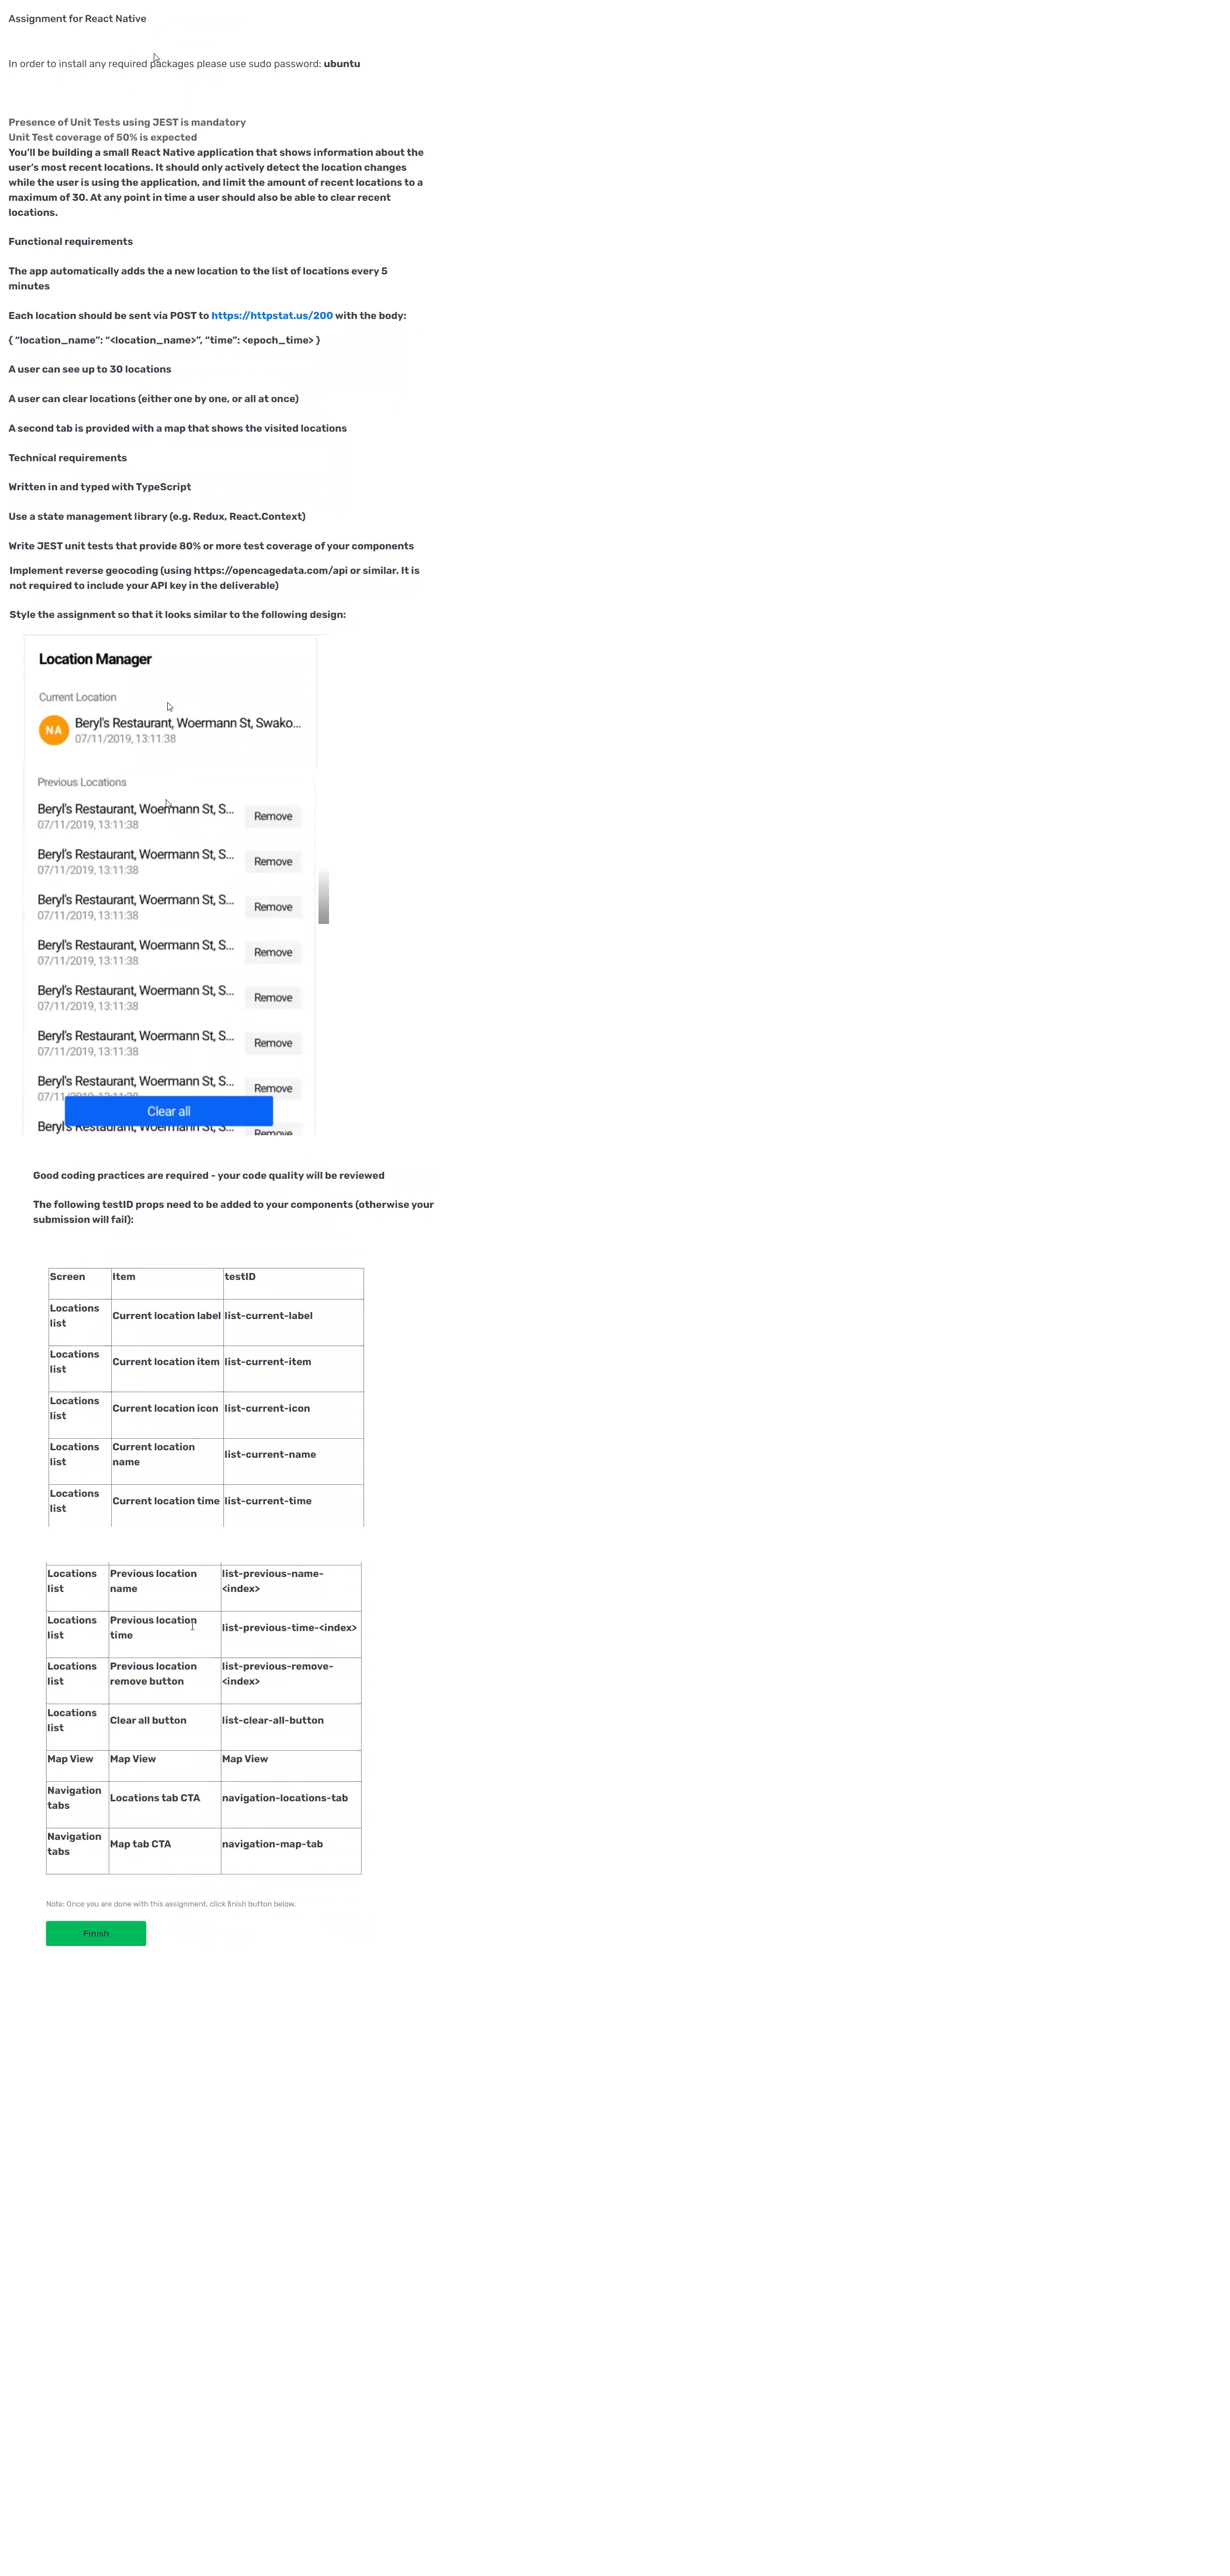 Assignment for React Native
In order to install any required packages please use sudo password: ubuntu
Presence of Unit Tests using JEST is mandatory
Unit Test coverage of 50% is expected
You'll be building a small React Native application that shows information about the
user's most recent locations. It should only actively detect the location changes
while the user is using the application, and limit the amount of recent locations to a
maximum of 30. At any point in time a user should also be able to clear recent
locations.
Functional requirements
The app automatically adds the a new location to the list of locations every 5
minutes
Each location should be sent via POST to https://httpstat.us/200 with the body:
{ “location_name”: “<location_name>”, “time”: <epoch_time> }
A user can see up to 30 locations
A user can clear locations (either one by one, or all at once)
A second tab is provided with a map that shows the visited locations
Technical requirements
Written in and typed with TypeScript
Use a state management library (e.g. Redux, React.Context)
Write JEST unit tests that provide 80% or more test coverage of your components
Implement reverse geocoding (using https://opencagedata.com/api or similar. It is
not required to include your API key in the deliverable)
Style the assignment so that it looks similar to the following design:
Location Manager
Current Location
NA
Beryl's Restaurant, Woermann St, Swako...
07/11/2019, 13:11:38
Previous Locations
Beryl's Restaurant, Woermann St, S...
07/11/2019, 13:11:38
Remove
Beryl's Restaurant, Woermann St, S...
07/11/2019, 13:11:38
Remove
Beryl's Restaurant, Woermann St, S...
07/11/2019, 13:11:38
Remove
Beryl's Restaurant, Woermann St, S...
07/11/2019, 13:11:38
Remove
Beryl's Restaurant, Woermann St, S...
07/11/2019, 13:11:38
Remove
Beryl's Restaurant, Woermann St, S...
07/11/2019, 13:11:38
Remove
Beryl's Restaurant, Woermann St, S...
07/11/2019, 13:11:38
Remove
Clear all
Beryl's Restaurant, Woermann St, S...
Remove
Good coding practices are required - your code quality will be reviewed
The following testID props need to be added to your components (otherwise your
submission will fail):
Screen Item testID
Locations
list
Current location label
list-current-label
Locations
list
Current location item
list-current-item
Locations
list
Current location icon
list-current-icon
Locations
list
Current location
name
list-current-name
Locations
list
Current location time
list-current-time
Locations
list
Previous location
name
list-previous-name-
<index>
Locations
list
Previous location
time
list-previous-time-<index>
Locations
list
Previous location
remove button
list-previous-remove-
<index>
Locations
list
Clear all button
list-clear-all-button
Map View Map View Map View
Navigation
tabs
Locations tab CTA
navigation-locations-tab
Navigation
tabs
Map tab CTA
navigation-map-tab
Note: Once you are done with this assignment, click finish button below.
Finish